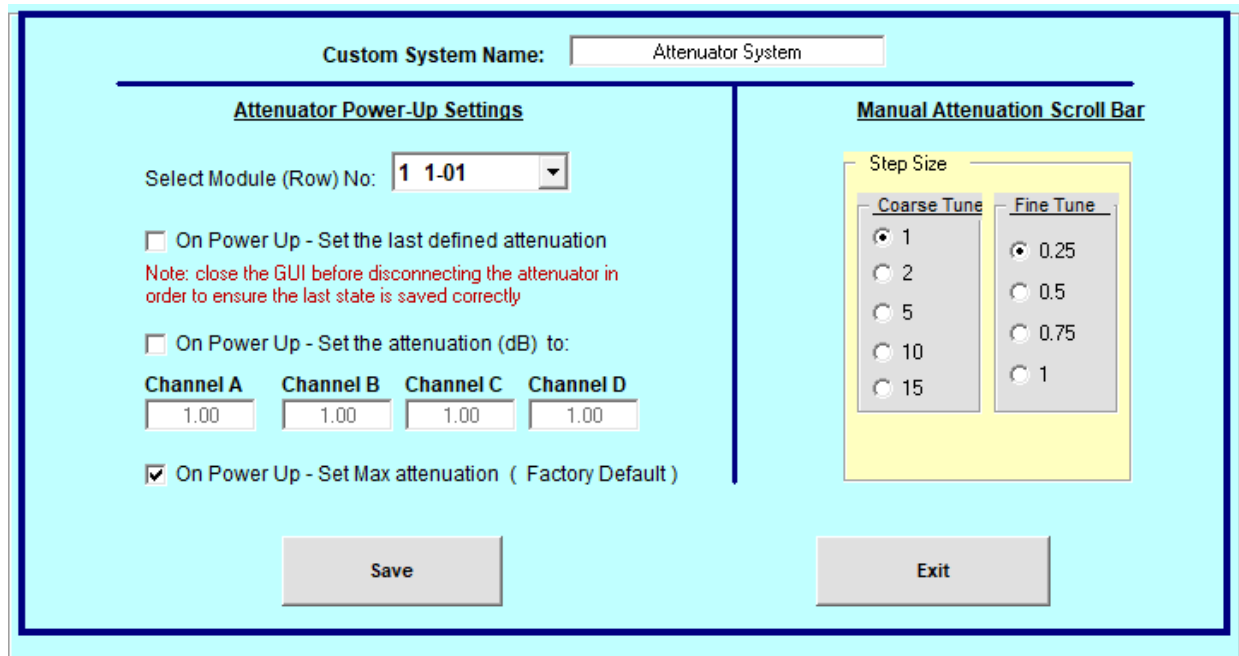 Custom System Name: Attenuator System
Attenuator Power-Up Settings
Select Module (Row) No: 1 1-01
On Power Up - Set the last defined attenuation
Note: close the GUI before disconnecting the attenuator in
order to ensure the last state is saved correctly
On Power Up - Set the attenuation (dB) to:
Channel A Channel B Channel C Channel D
1.00 1.00 1.00 1.00
On Power Up - Set Max attenuation ( Factory Default )
Manual Attenuation Scroll Bar
Step Size
Coarse Tune
1
2
5
10
15
Fine Tune
0.25
0.5
0.75
1
Save
Exit